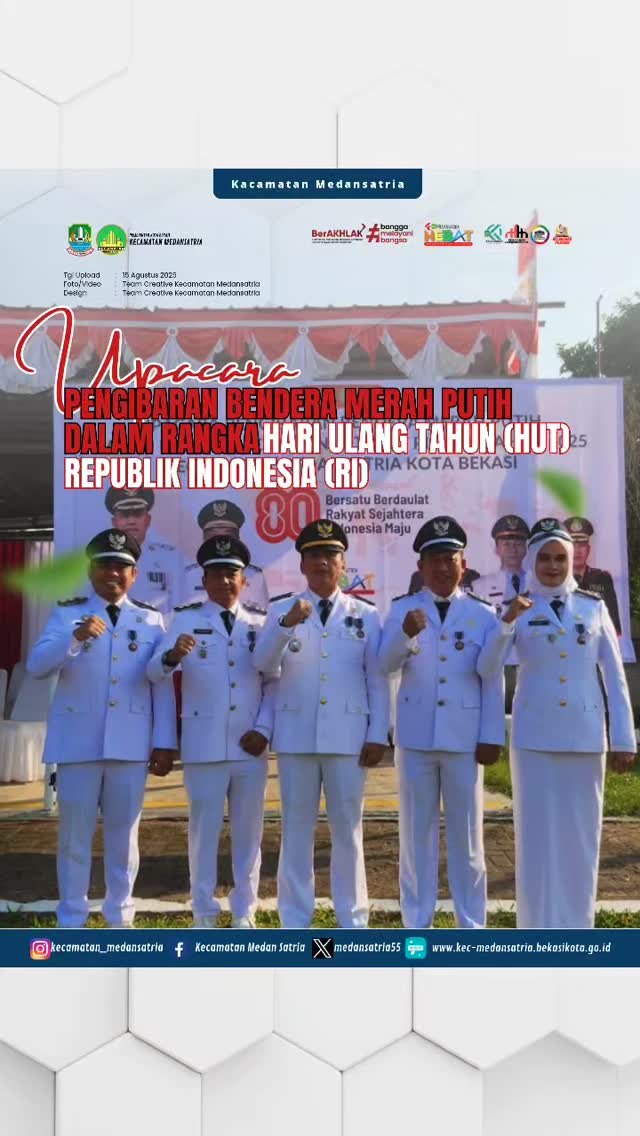 Kacamatan Medansatria
KECAMATAN MEDANSATRIA
BerAKHLAK
# bangga melayani bangsa
HEBAT
Tgl Upload : 15 Agustus 2025
Foto/Video : Team Creative Kecamatan Medansatria
Design : Team Creative Kecamatan Medansatria
Upacara
PENGIBARAN BENDERA MERAH PUTIH
DALAM RANGKA HARI ULANG TAHUN (HUT)
REPUBLIK INDONESIA (RI)
KOTA BEKASI
80
Bersatu Berdaulat
Rakyat Sejahtera
Indonesia Maju
kecamatan_medansatria
Kecamatan Medan Satria
medansatria55
www.kec-medansatria.bekasikota.go.id